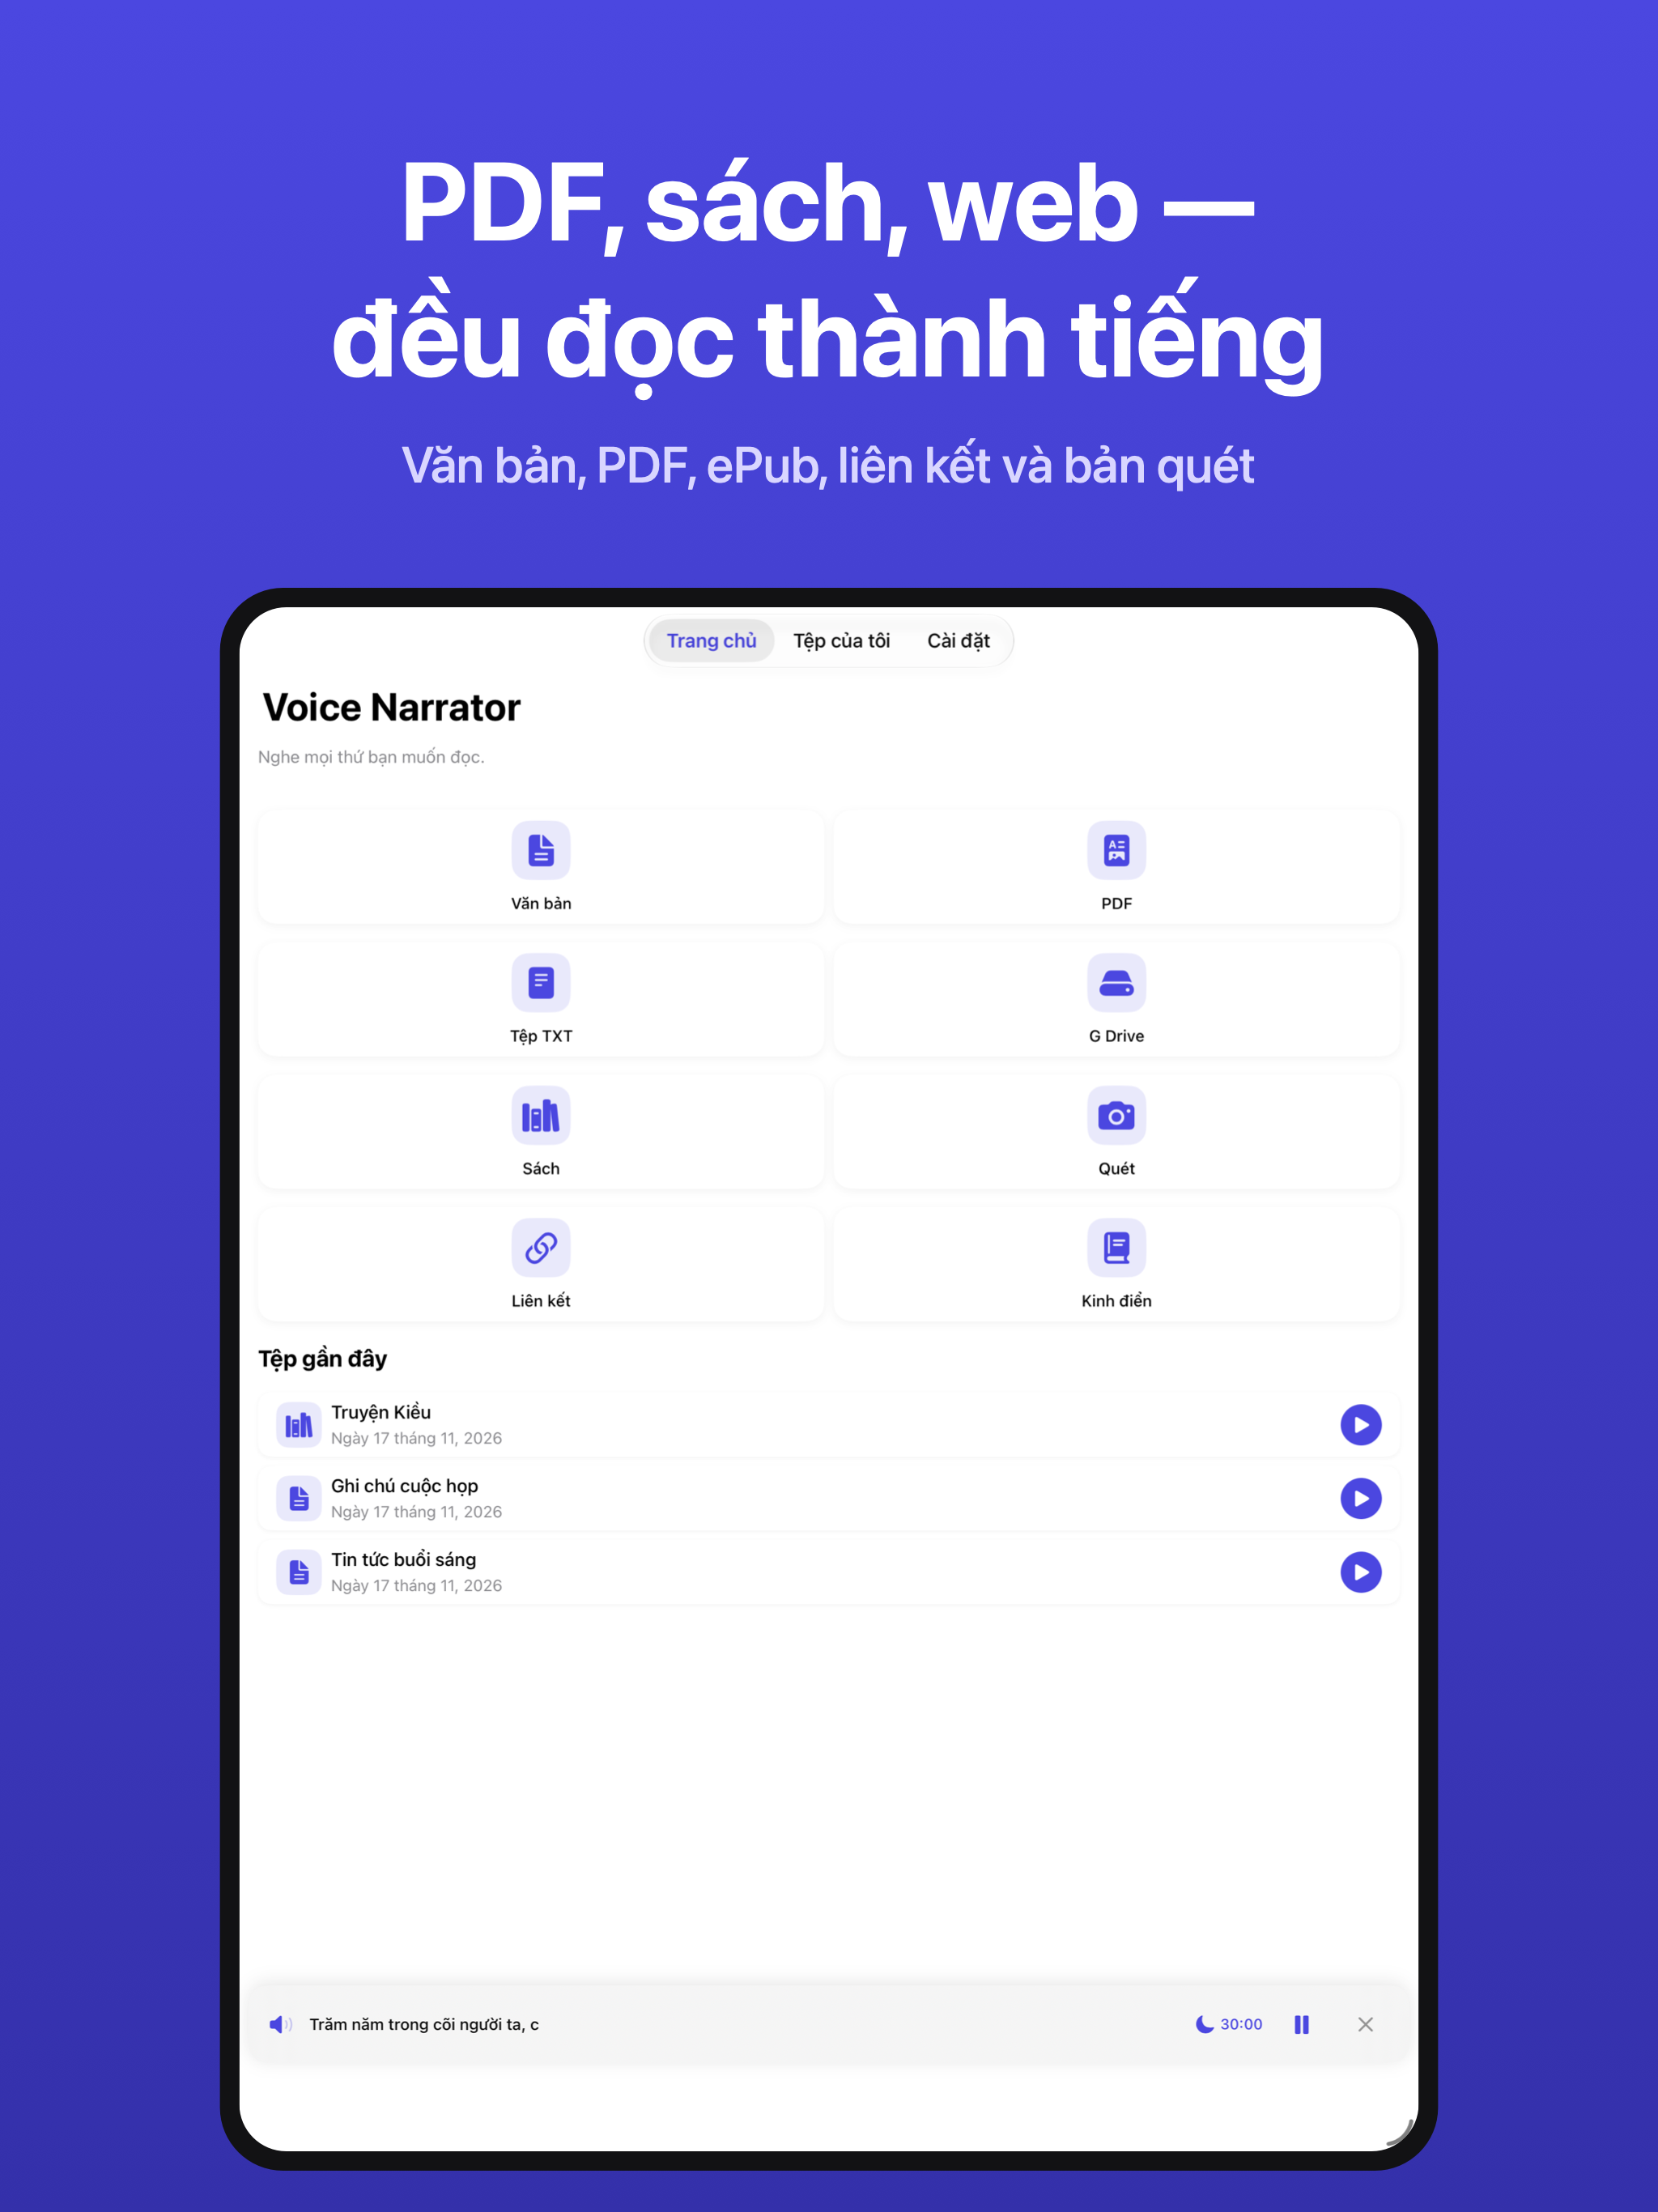 PDF, sách, web —
đều đọc thành tiếng
Văn bản, PDF, ePub, liên kết và bản quét
Trang chủ
Tệp của tôi
Cài đặt
Voice Narrator
Nghe mọi thứ bạn muốn đọc.
Văn bản
PDF
Tệp TXT
G Drive
Sách
Quét
Liên kết
Kinh điển
Tệp gần đây
Truyện Kiều
Ngày 17 tháng 11, 2026
Ghi chú cuộc họp
Ngày 17 tháng 11, 2026
Tin tức buổi sáng
Ngày 17 tháng 11, 2026
Trăm năm trong cõi người ta, c
30:00